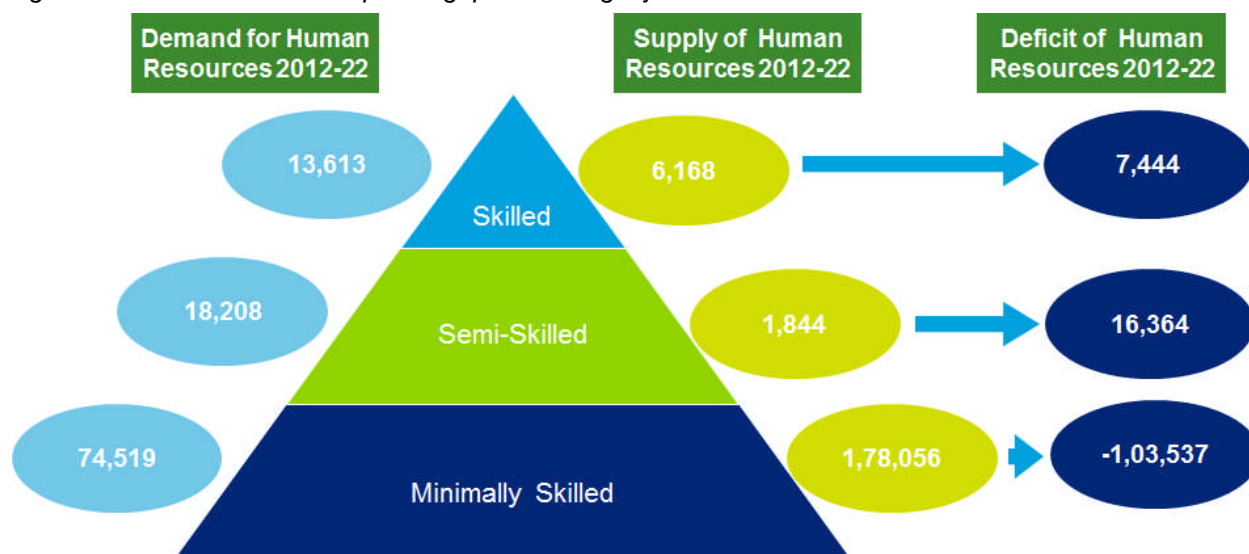 Demand for Human
Resources 2012-22
Supply of Human
Resources 2012-22
Deficit of Human
Resources 2012-22
13,613
Skilled
6,168
7,444
18,208
Semi-Skilled
1,844
16,364
74,519
Minimally Skilled
1,78,056
-1,03,537